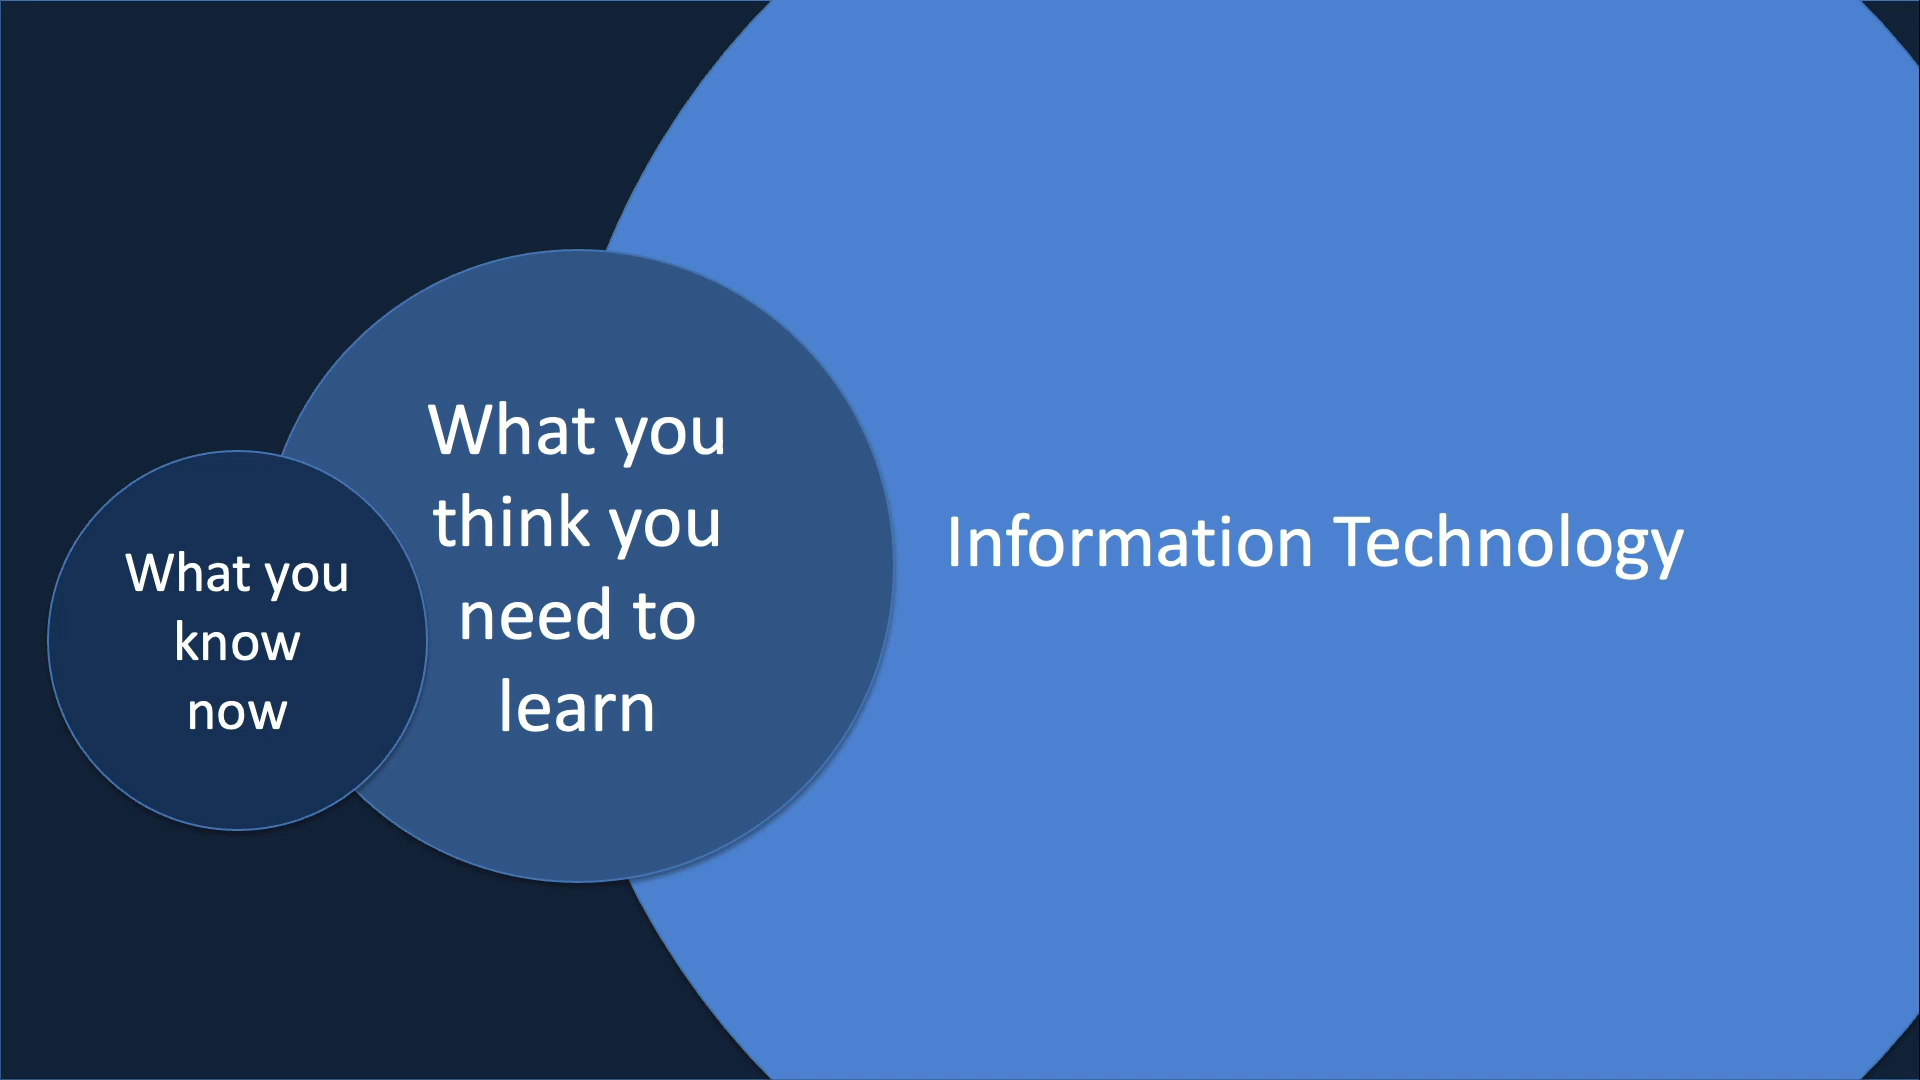 What you
know
now
What you
think you
need to
learn
Information Technology